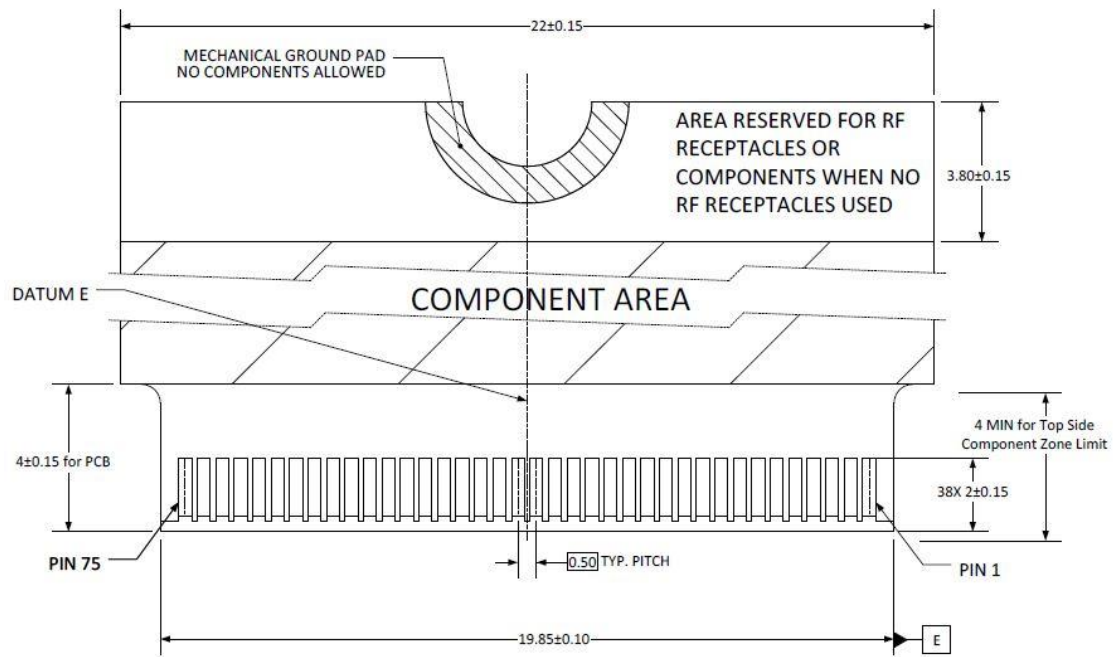 22±0.15
MECHANICAL GROUND PAD
NO COMPONENTS ALLOWED
AREA RESERVED FOR RF
RECEPTACLES OR
COMPONENTS WHEN NO
RF RECEPTACLES USED
3.80±0.15
DATUM E
COMPONENT AREA
4±0.15 for PCB
4 MIN for Top Side
Component Zone Limit
38X 2±0.15
PIN 75
0.50 TYP. PITCH
PIN 1
19.85±0.10
E